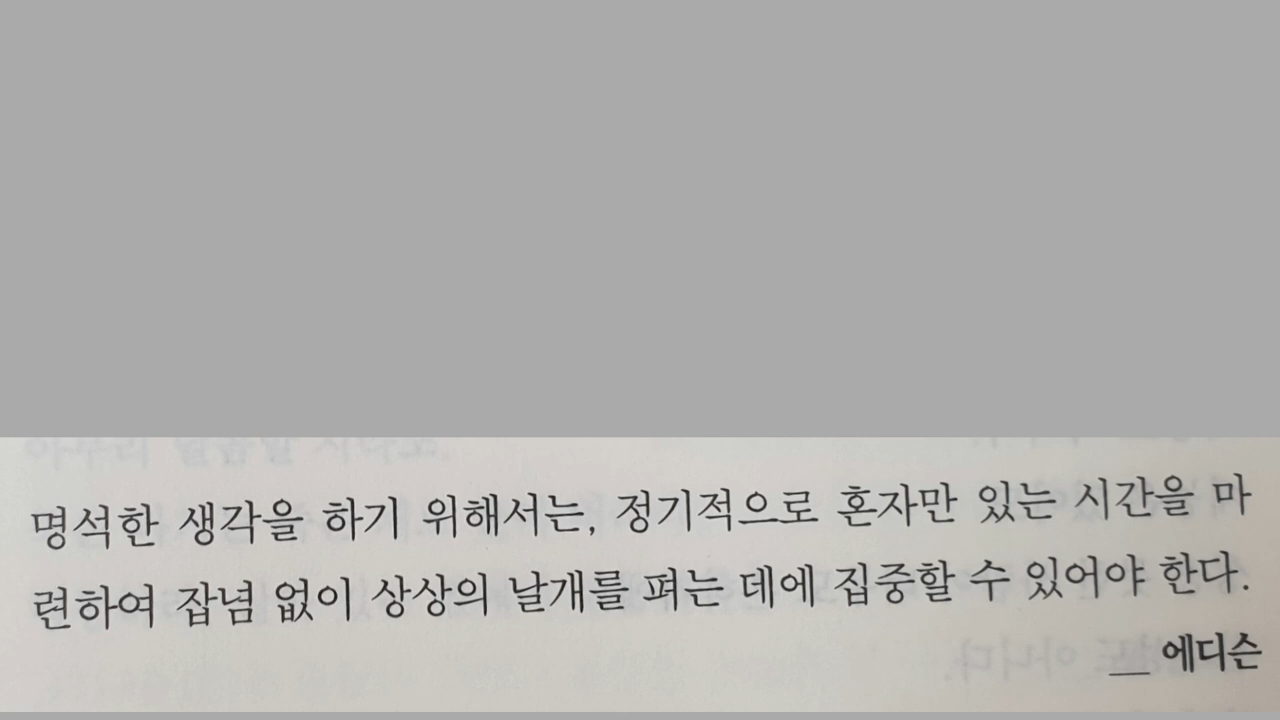 명석한 생각을 하기 위해서는, 정기적으로 혼자만 있는 시간을 마
련하여 잡념 없이 상상의 날개를 펴는 데에 집중할 수 있어야 한다.
__ 에디슨